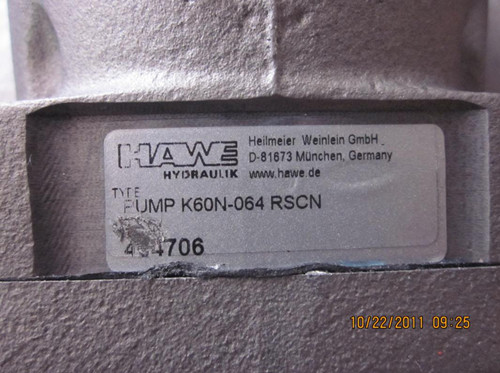 HAWE
HYDRAULIK
Heilmeier Weinlein GmbH
D-81673 München, Germany
www.hawe.de
TYPE
PUMP K60N-064 RSCN
10/22/2011 09:25